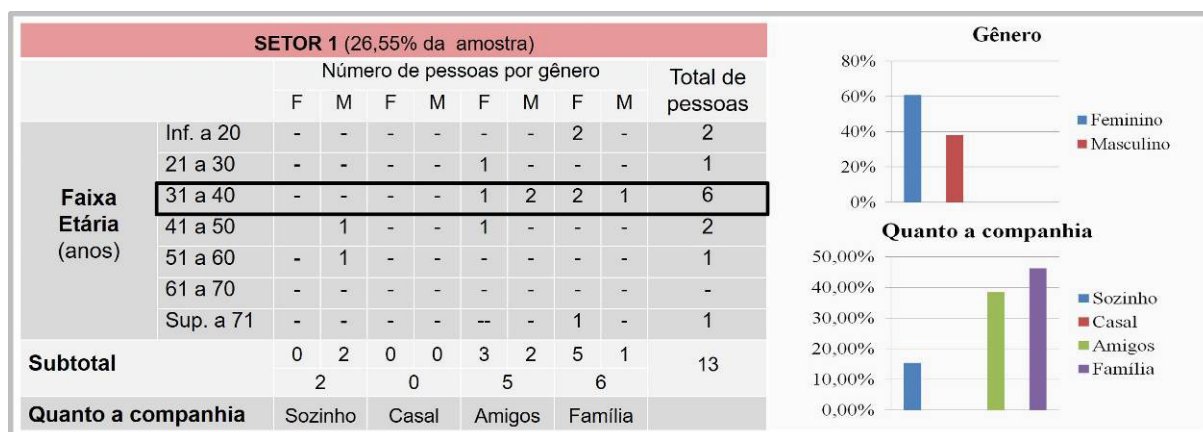 SETOR 1 (26,55% da amostra)
Número de pessoas por gênero Total de pessoas
F M F M F M F M
Faixa Etária (anos)
Inf. a 20 - - - - - - 2 - 2
21 a 30 - - - - 1 - - - 1
31 a 40 - - - - 1 2 2 1 6
41 a 50 1 - - 1 - - - 2
51 a 60 - 1 - - - - - - 1
61 a 70 - - - - - - - - -
Sup. a 71 - - - - -- - 1 - 1
Subtotal 0 2 0 0 3 2 5 1 13
2 0 5 6
Quanto a companhia Sozinho Casal Amigos Família
Gênero
80%
60%
40%
20%
0%
Feminino
Masculino
Quanto a companhia
50,00%
40,00%
30,00%
20,00%
10,00%
0,00%
Sozinho
Casal
Amigos
Família